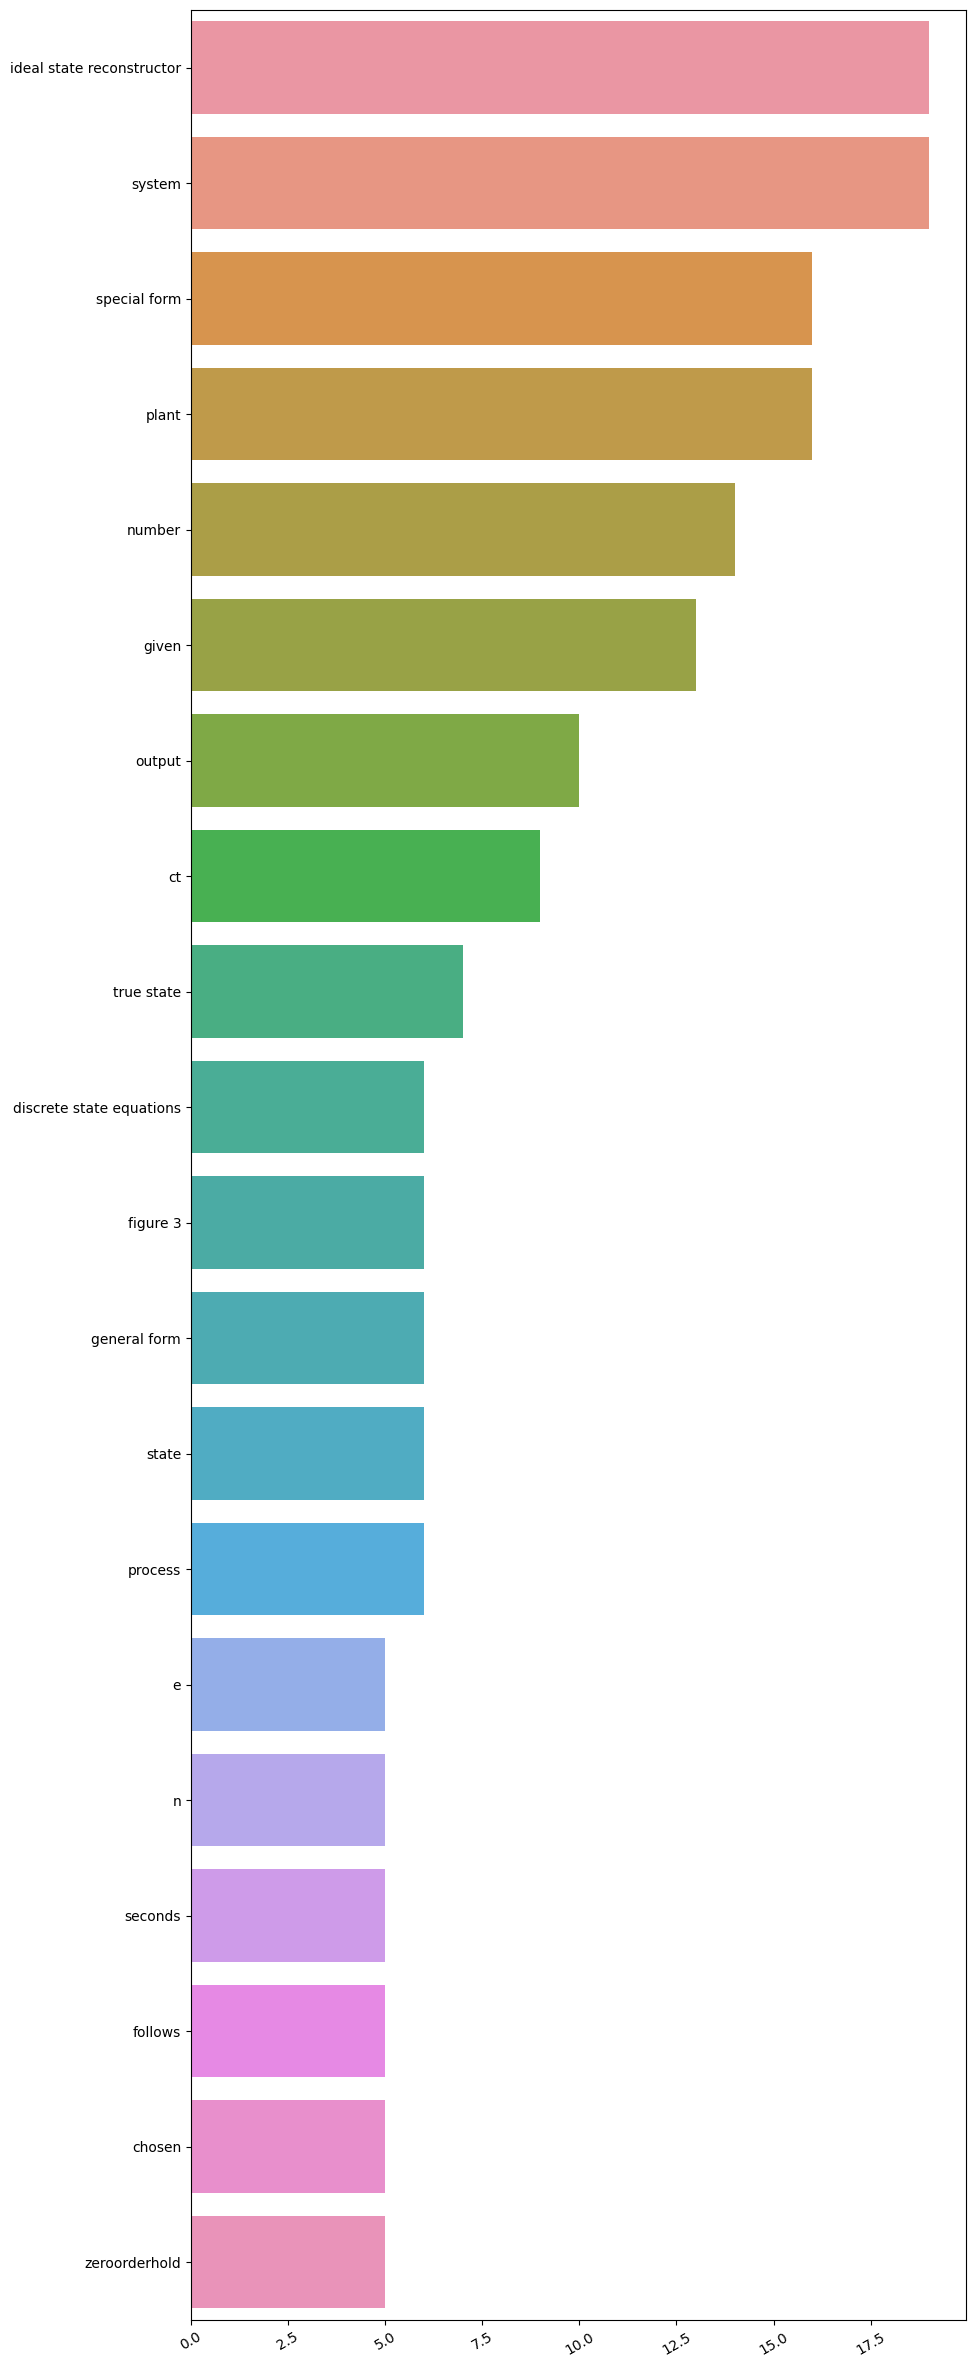 ideal state reconstructor
system
special form
plant
number
given
output
ct
true state
discrete state equations
figure 3
general form
state
process
e
n
seconds
follows
chosen
zeroorderhold
0.0 2.5 5.0 7.5 10.0 12.5 15.0 17.5